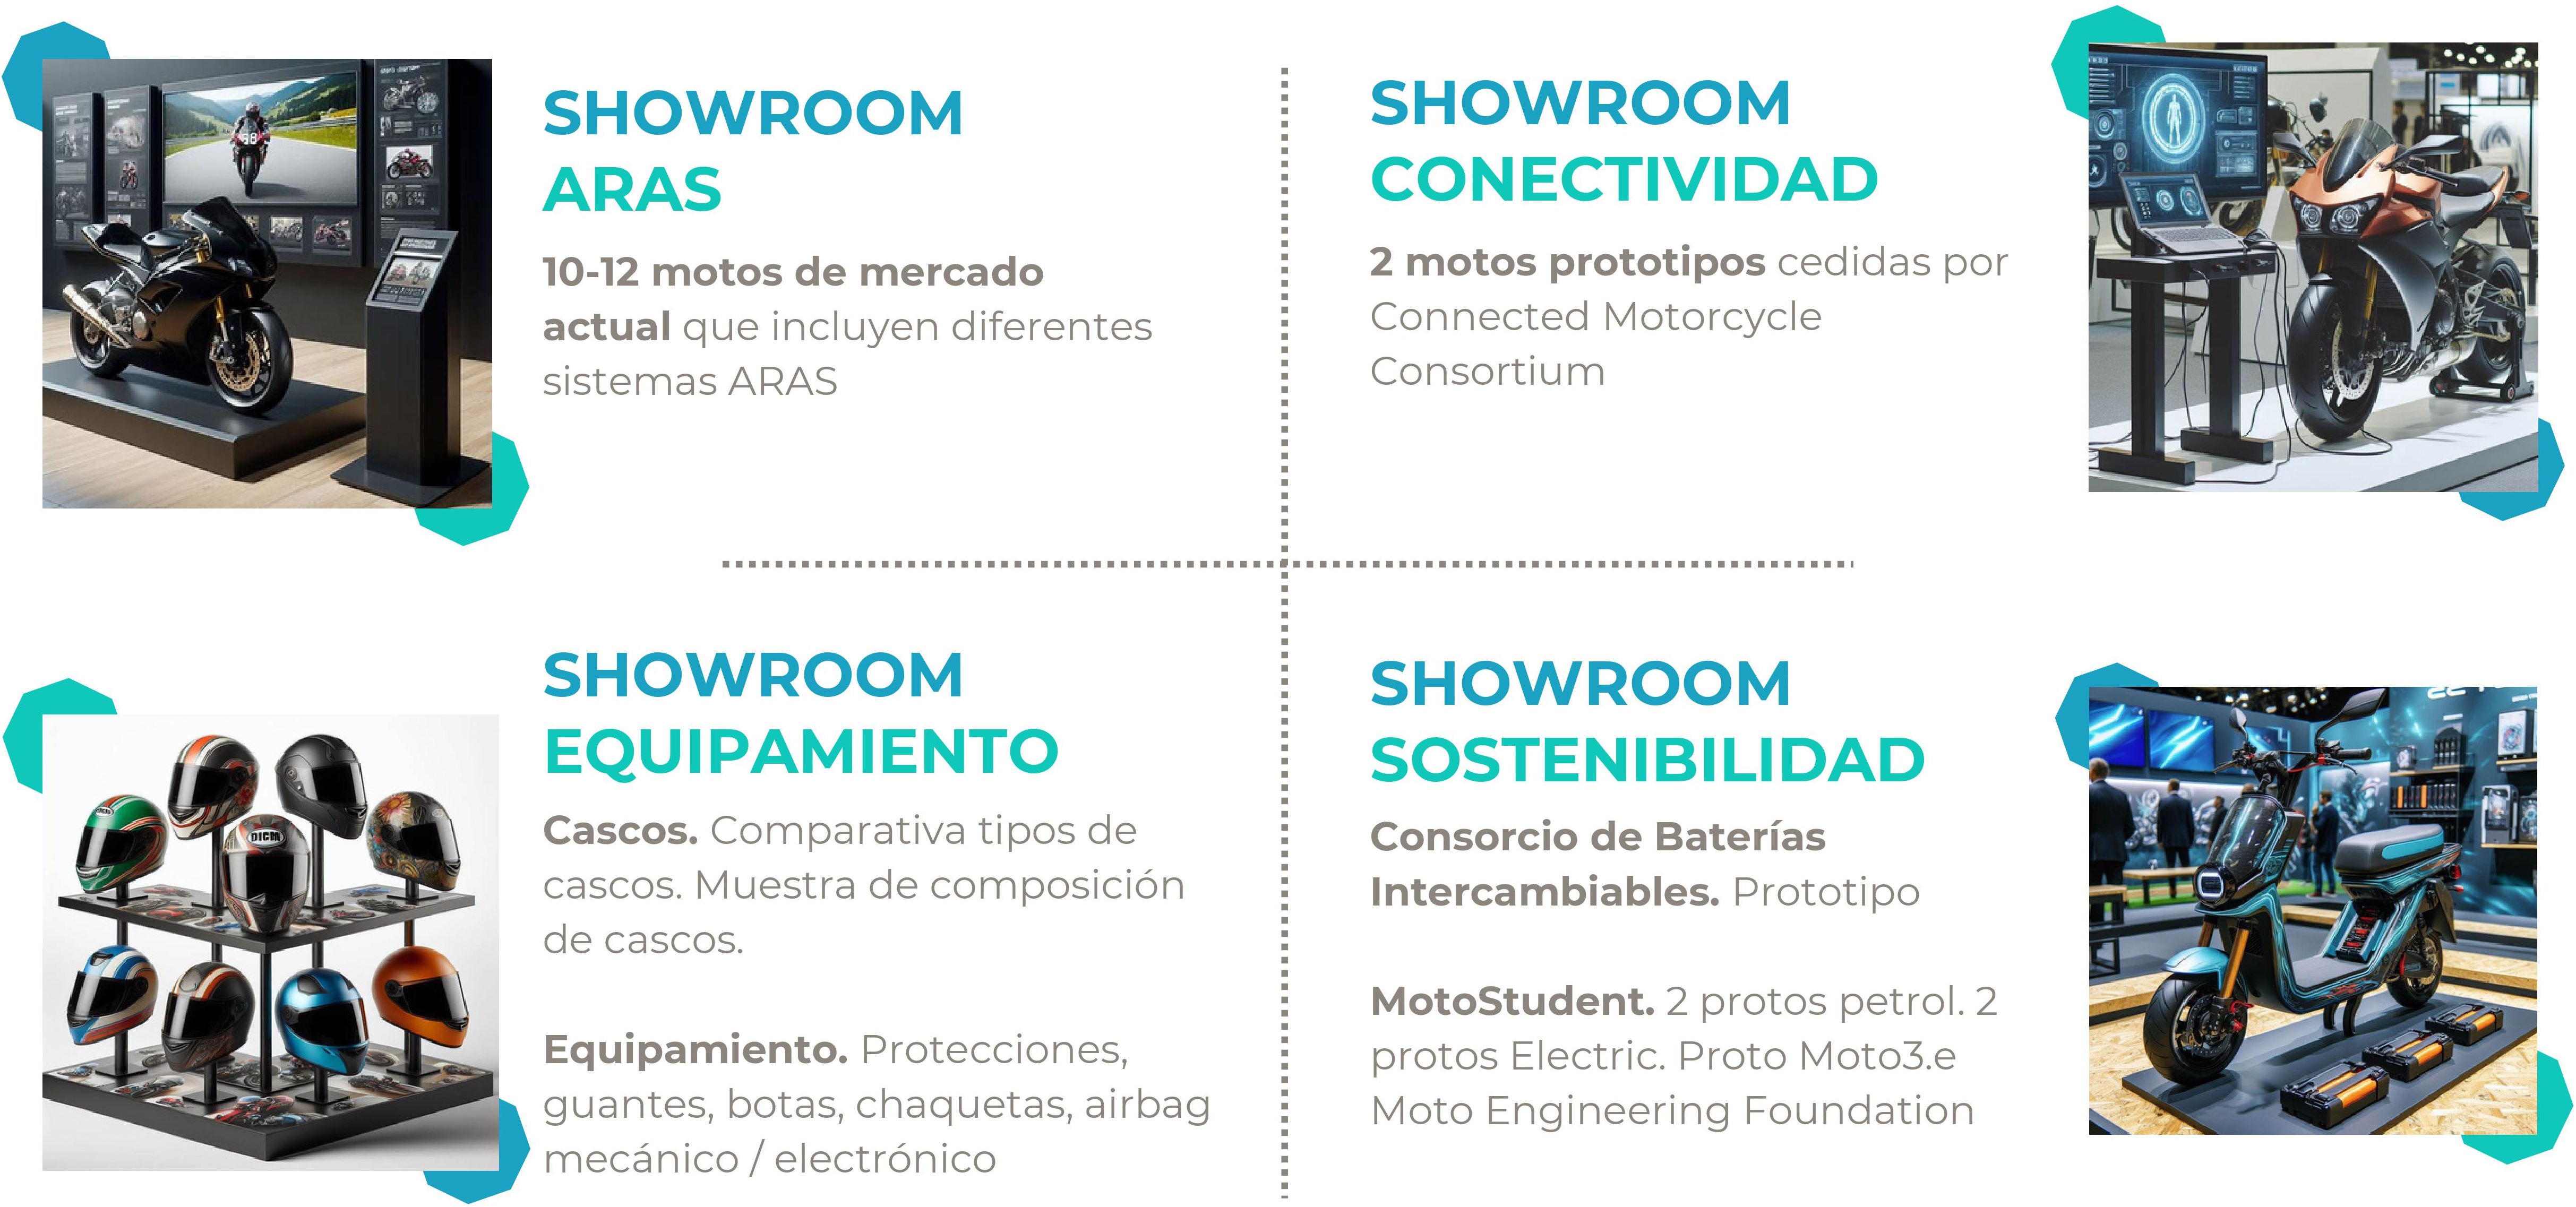 SHOWROOM
ARAS
10-12 motos de mercado
actual que incluyen diferentes
sistemas ARAS
SHOWROOM
CONECTIVIDAD
2 motos prototipos cedidas por
Connected Motorcycle
Consortium
SHOWROOM
EQUIPAMIENTO
Cascos. Comparativa tipos de
cascos. Muestra de composición
de cascos.
Equipamiento. Protecciones,
guantes, botas, chaquetas, airbag
mecánico / electrónico
SHOWROOM
SOSTENIBILIDAD
Consorcio de Baterías
Intercambiables. Prototipo
MotoStudent. 2 protos petrol. 2
protos Electric. Proto Moto3.e
Moto Engineering Foundation